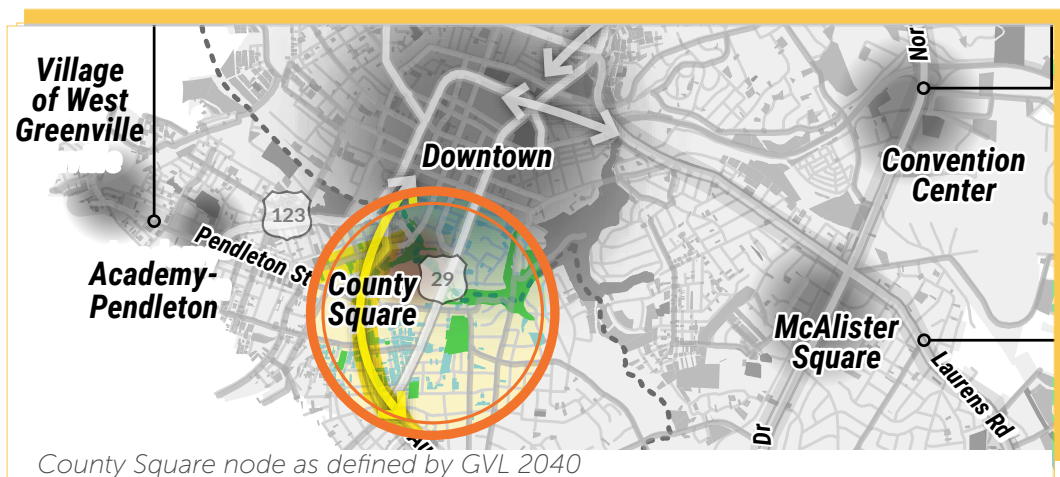 Village
of West
Greenville
Nor
Downtown
Convention
Center
123
Pendleton St
Academy-
Pendleton
County
Square
29
McAlister
Square
Laurens Rd
Dr
County Square node as defined by GVL 2040